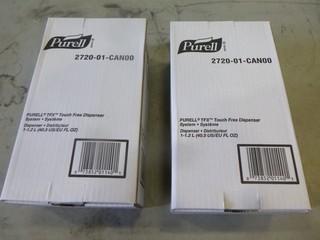 Purell
2720-01-CAN00
PURELL® TFX™ Touch Free Dispenser
System • Système
Dispenser • Distributeur
1-1.2 L (40.5 US/EU FL OZ)
Purell
2720-01-CAN00
PURELL® TFX™ Touch Free Dispenser
System • Système
Dispenser • Distributeur
1-1.2 L (40.5 US/EU FL OZ)